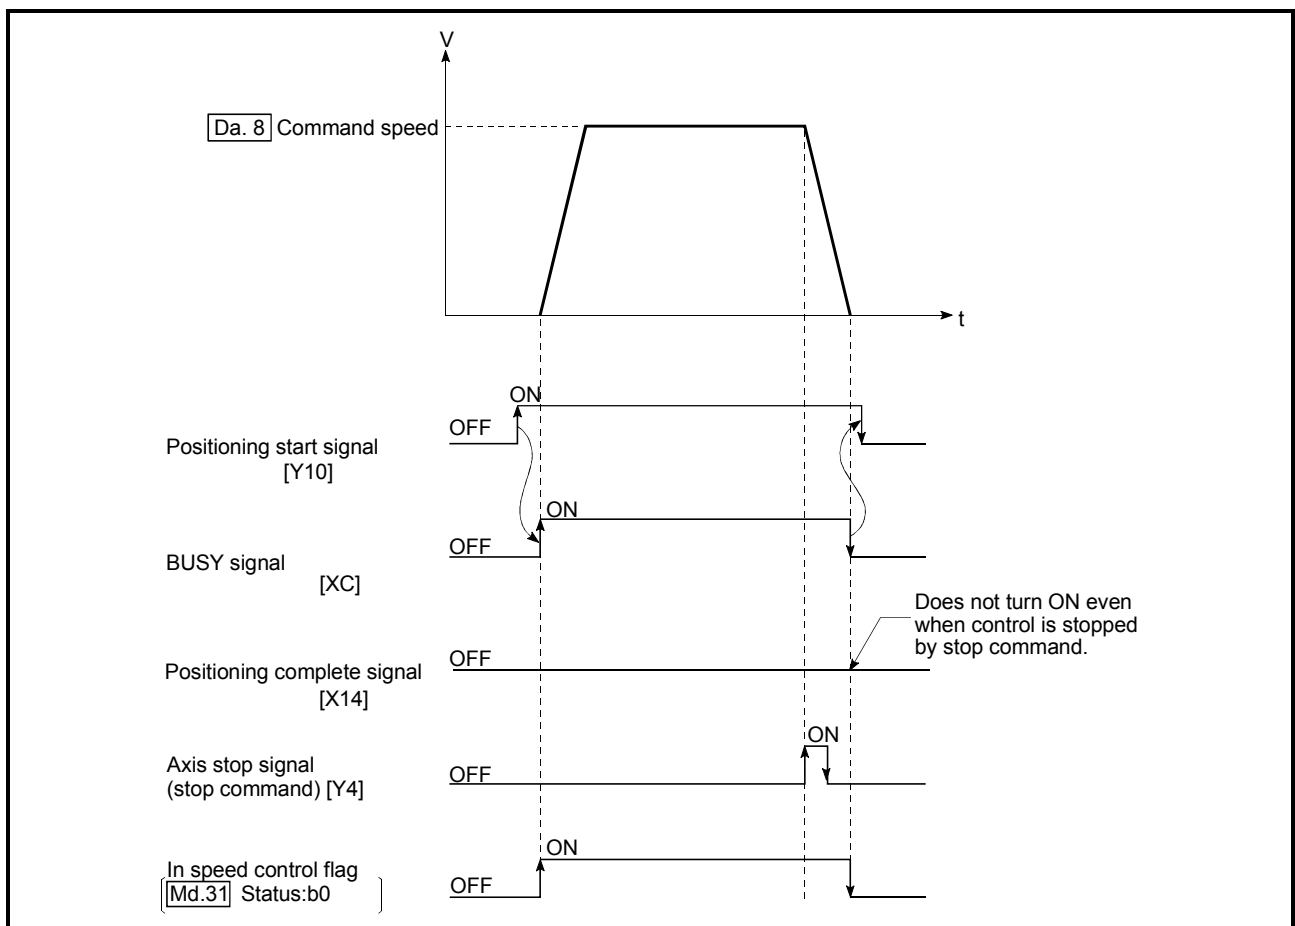 V
Da. 8 Command speed
t
ON
OFF
Positioning start signal
[Y10]
ON
OFF
BUSY signal
[XC]
Does not turn ON even
when control is stopped
by stop command.
OFF
Positioning complete signal
[X14]
ON
Axis stop signal
OFF
(stop command) [Y4]
ON
In speed control flag
OFF
Md.31 Status:b0